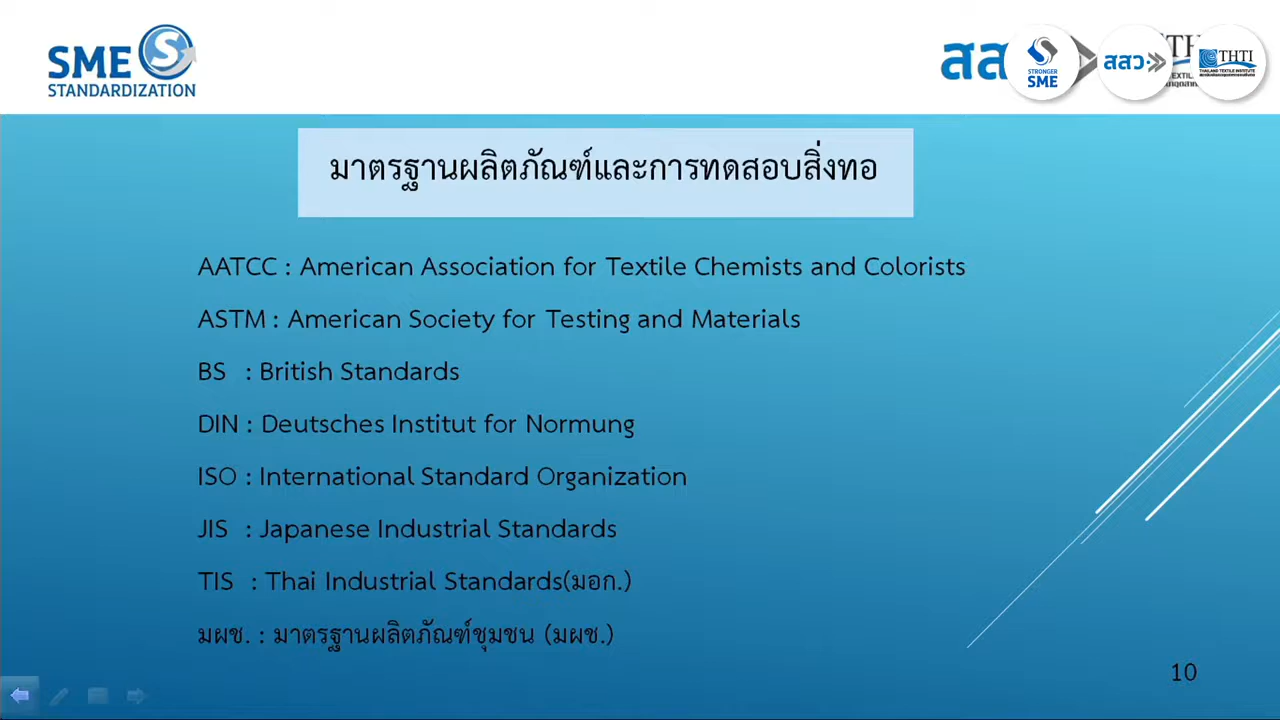 SME
STANDARDIZATION
สส
STRONGER
SME
สสว
THTI
THAILAND TEXTILE INSTITUTE
มาตรฐานผลิตภัณฑ์และการทดสอบสิ่งทอ
AATCC : American Association for Textile Chemists and Colorists
ASTM : American Society for Testing and Materials
BS : British Standards
DIN : Deutsches Institut for Normung
ISO : International Standard Organization
JIS : Japanese Industrial Standards
TIS : Thai Industrial Standards(มอก.)
มผช. : มาตรฐานผลิตภัณฑ์ชุมชน (มผช.)
10